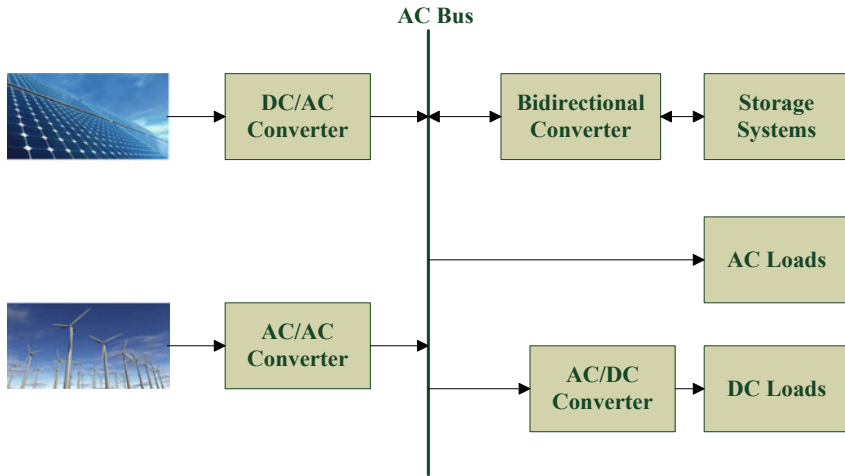 AC Bus
DC/AC
Converter
Bidirectional
Converter
Storage
Systems
AC Loads
AC/AC
Converter
AC/DC
Converter
DC Loads